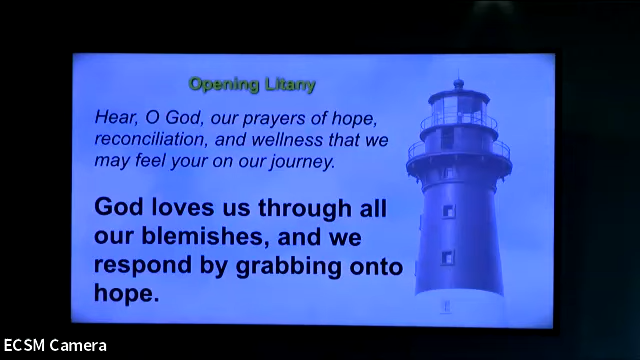 Opening Litany
Hear, O God, our prayers of hope,
reconciliation, and wellness that we
may feel your on our journey.
God loves us through all
our blemishes, and we
respond by grabbing onto
hope.
ECSM Camera